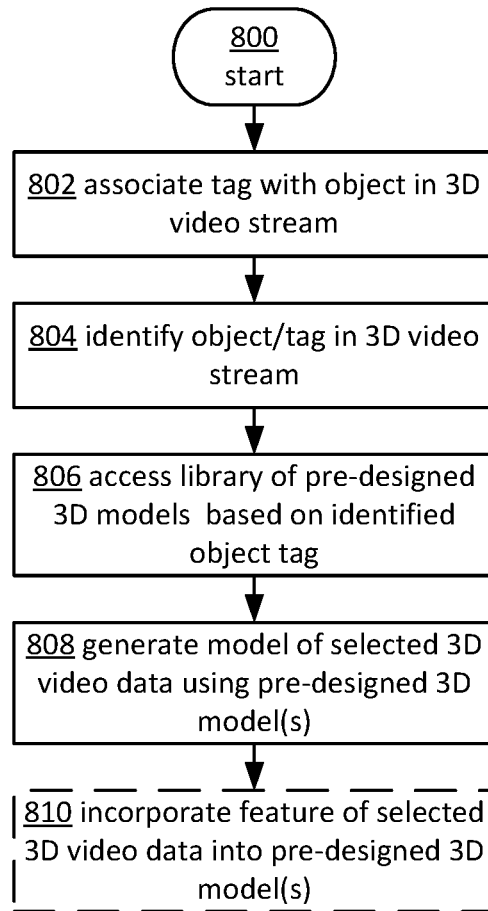 800
start
802 associate tag with object in 3D
video stream
804 identify object/tag in 3D video
stream
806 access library of pre-designed
3D models based on identified
object tag
808 generate model of selected 3D
video data using pre-designed 3D
model(s)
810 incorporate feature of selected
3D video data into pre-designed 3D
model(s)